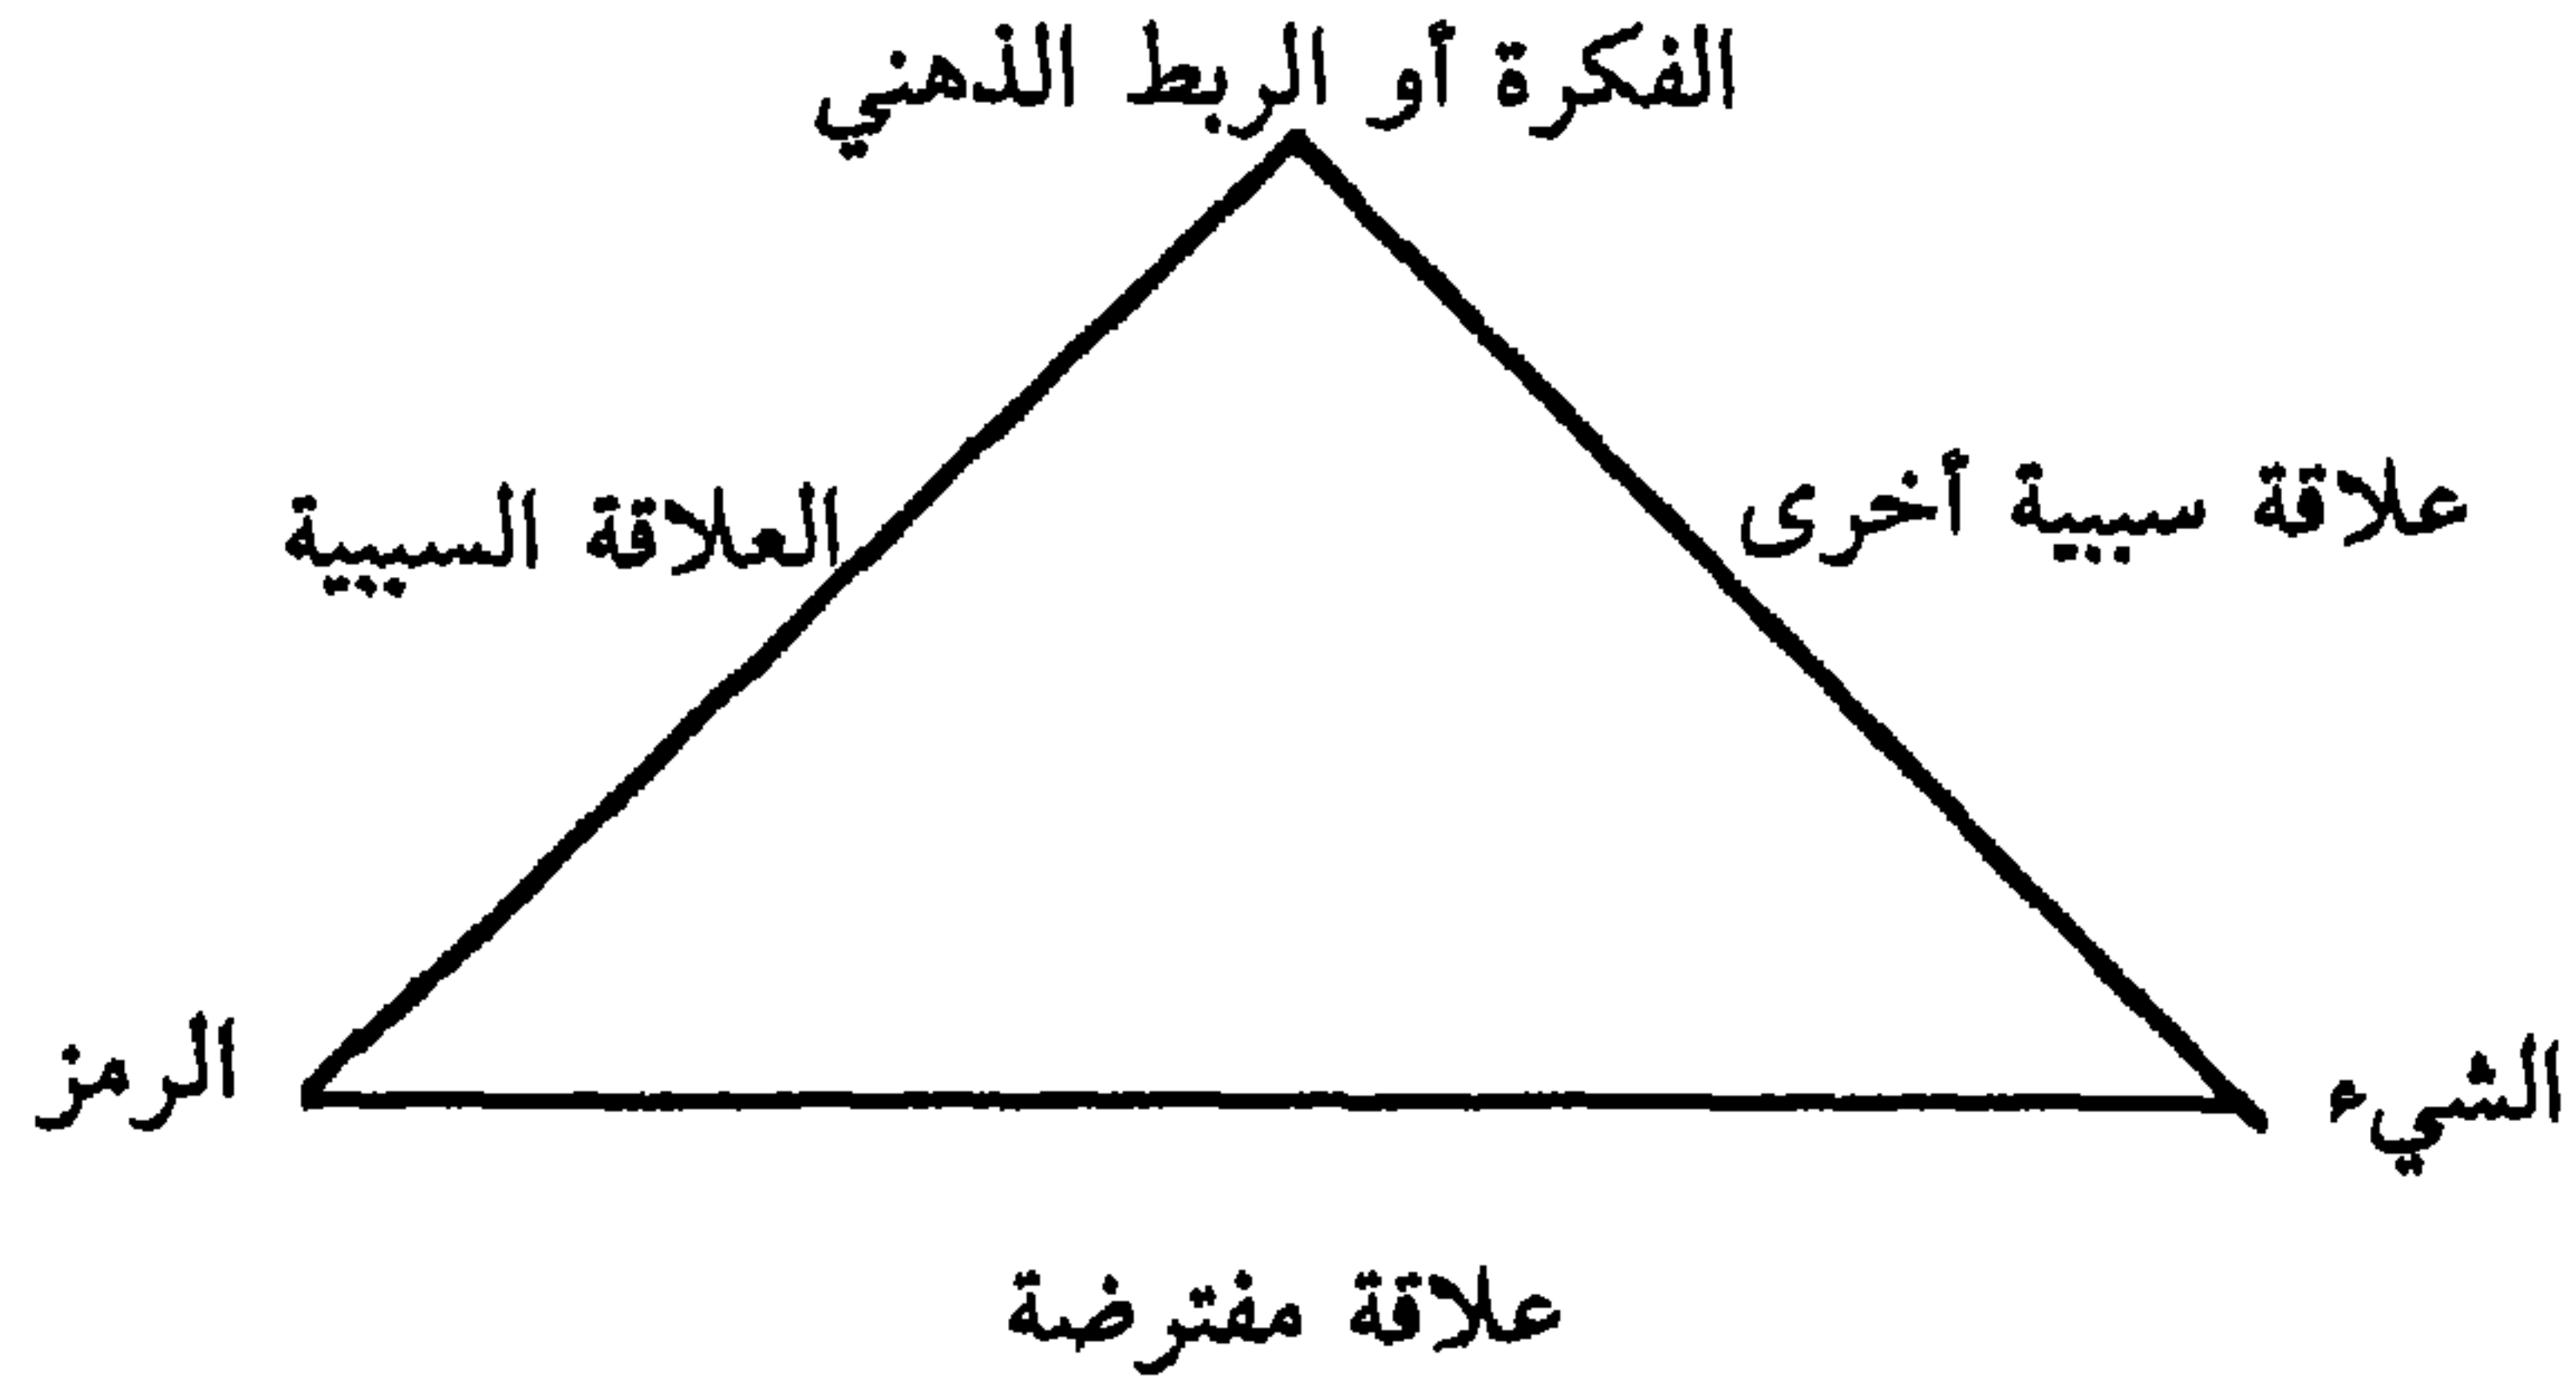 الفكرة أو الربط الذهني
علاقة سببية أخرى
العلاقة السببية
الشيء
الرمز
علاقة مفترضة